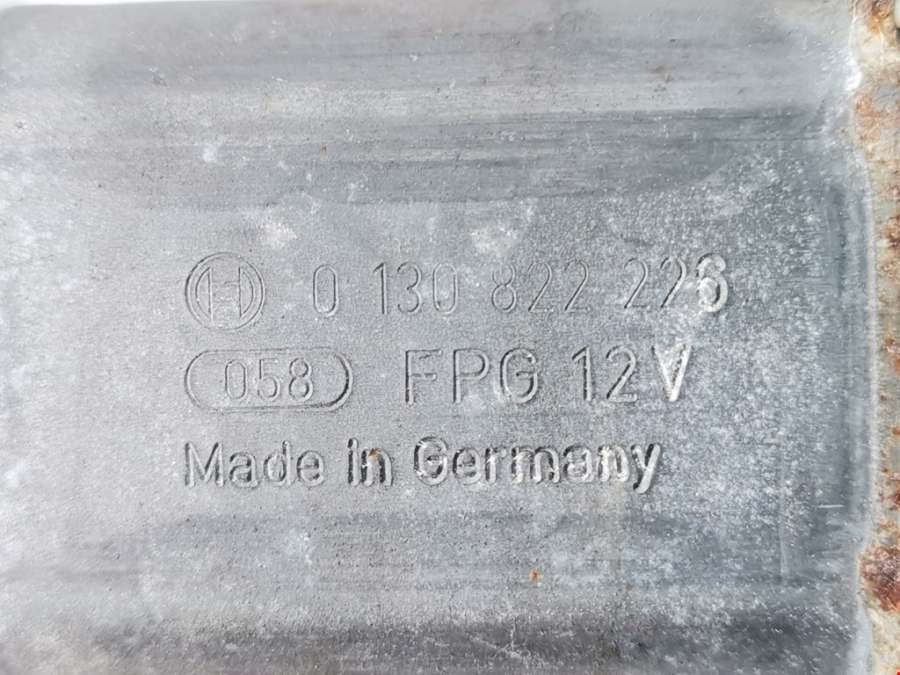 0 130 822 226
058 FPG 12V
Made in Germany